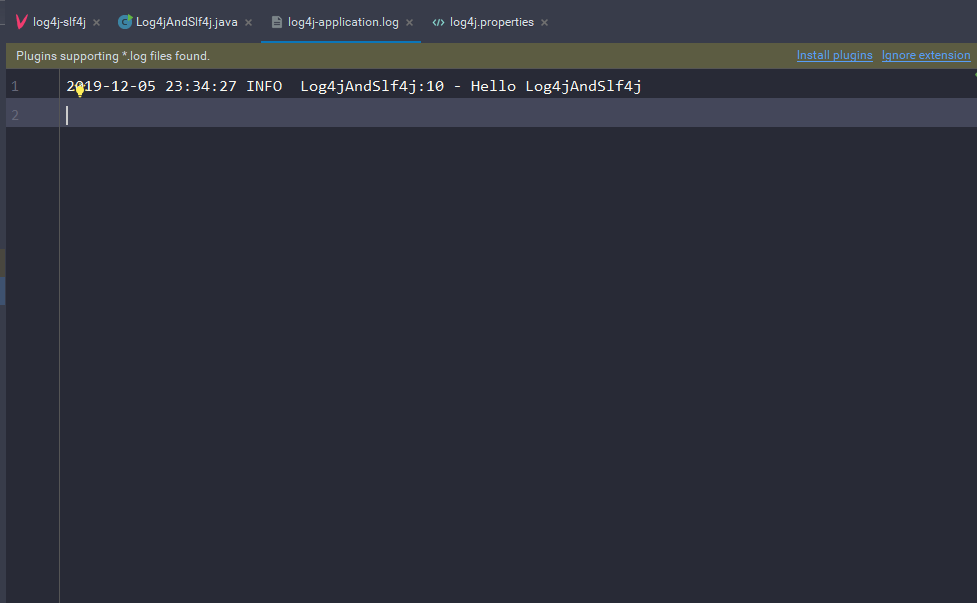 log4j-slf4j Log4jAndSlf4j.java log4j-application.log log4j.properties
Plugins supporting *.log files found. Install plugins Ignore extension
1 2019-12-05 23:34:27 INFO  Log4jAndSlf4j:10 - Hello Log4jAndSlf4j
2